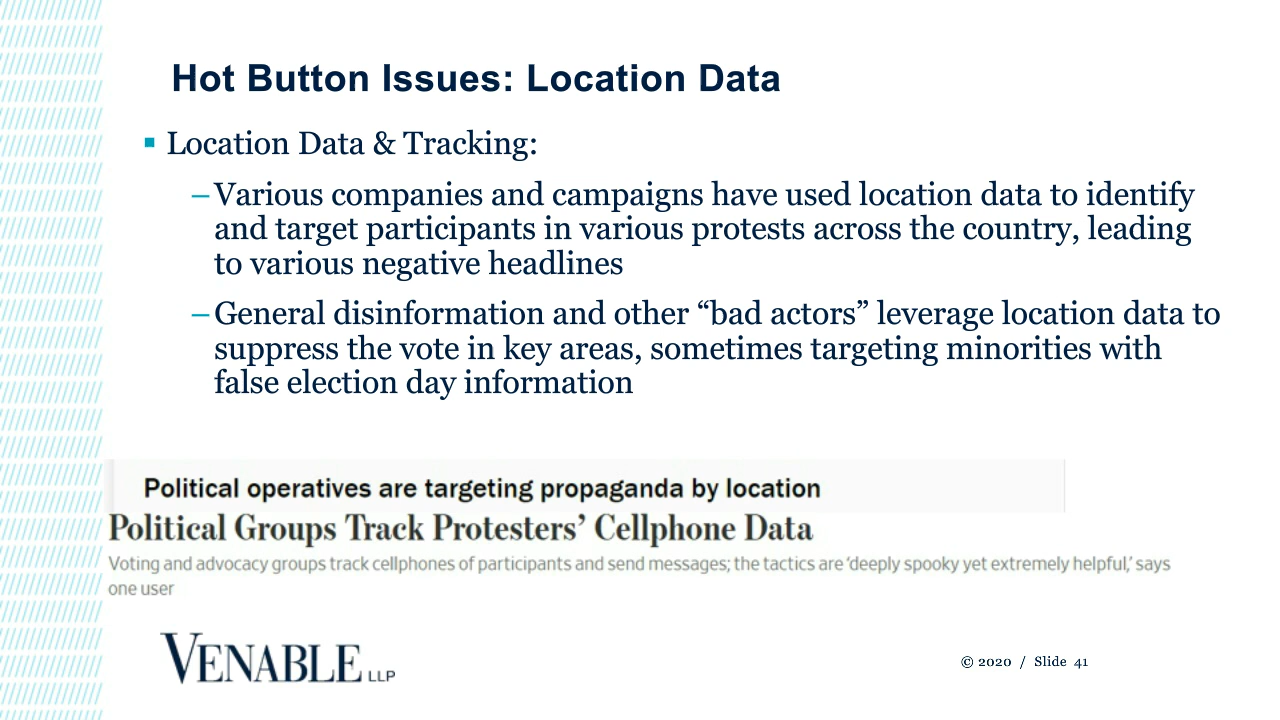 Hot Button Issues: Location Data
▪ Location Data & Tracking:
–Various companies and campaigns have used location data to identify
and target participants in various protests across the country, leading
to various negative headlines
–General disinformation and other “bad actors” leverage location data to
suppress the vote in key areas, sometimes targeting minorities with
false election day information
Political operatives are targeting propaganda by location
Political Groups Track Protesters’ Cellphone Data
Voting and advocacy groups track cellphones of participants and send messages; the tactics are ‘deeply spooky yet extremely helpful,’ says
one user
VENABLE LLP
© 2020 / Slide 41